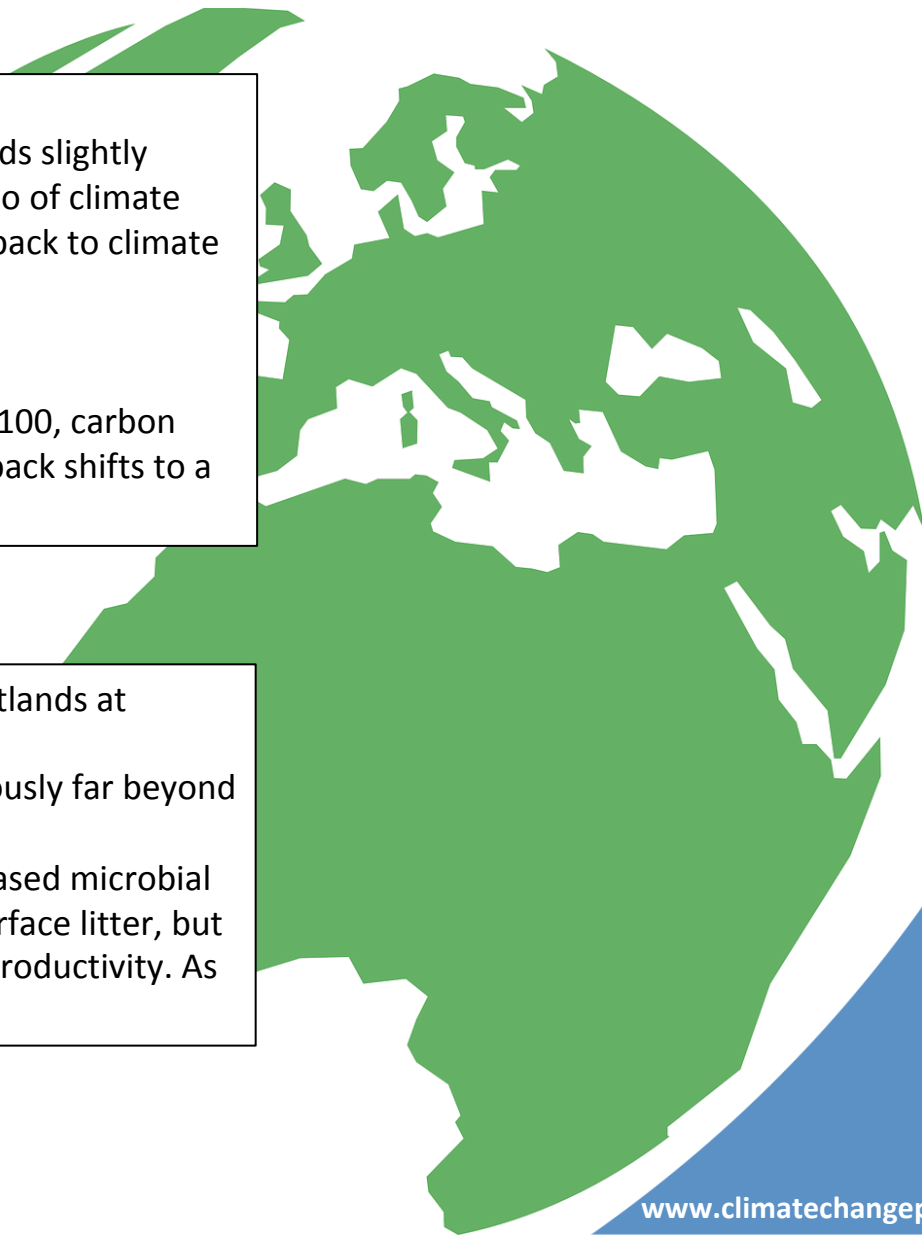 ds slightly
o of climate
back to climate
100, carbon
back shifts to a
tlands at
ously far beyond
ased microbial
rface litter, but
roductivity. As
www.climatechangep